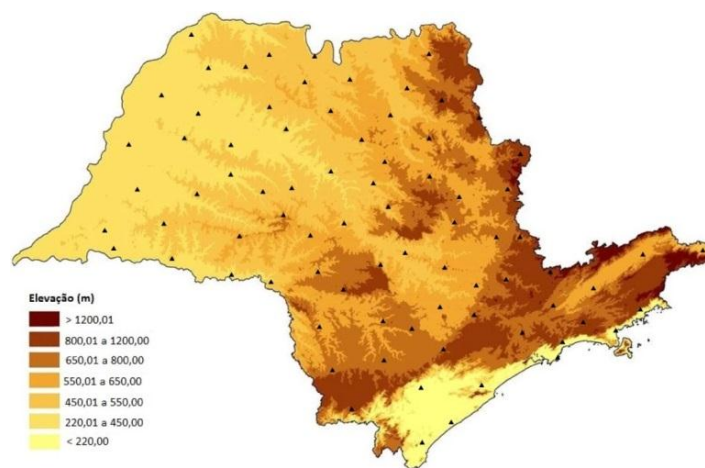 Elevação (m)
> 1200,01
800,01 a 1200,00
650,01 a 800,00
550,01 a 650,00
450,01 a 550,00
220,01 a 450,00
< 220,00